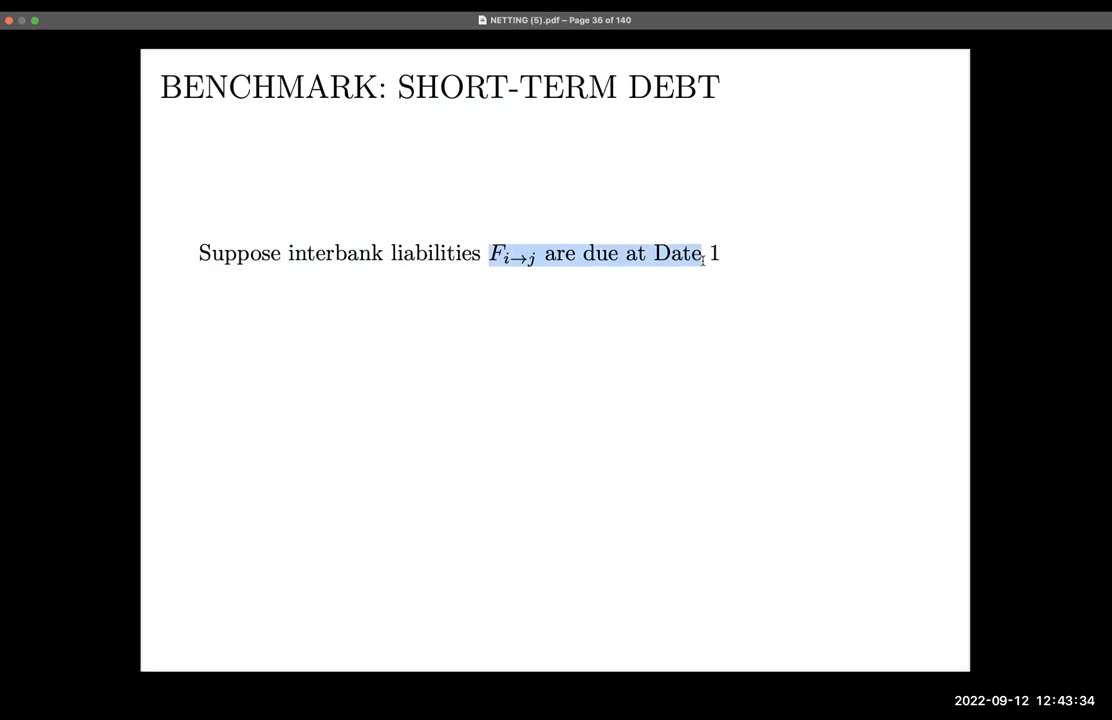 NETTING (5).pdf – Page 36 of 140
BENCHMARK: SHORT-TERM DEBT
Suppose interbank liabilities F_{i→j} are due at Date 1
2022-09-12 12:43:34